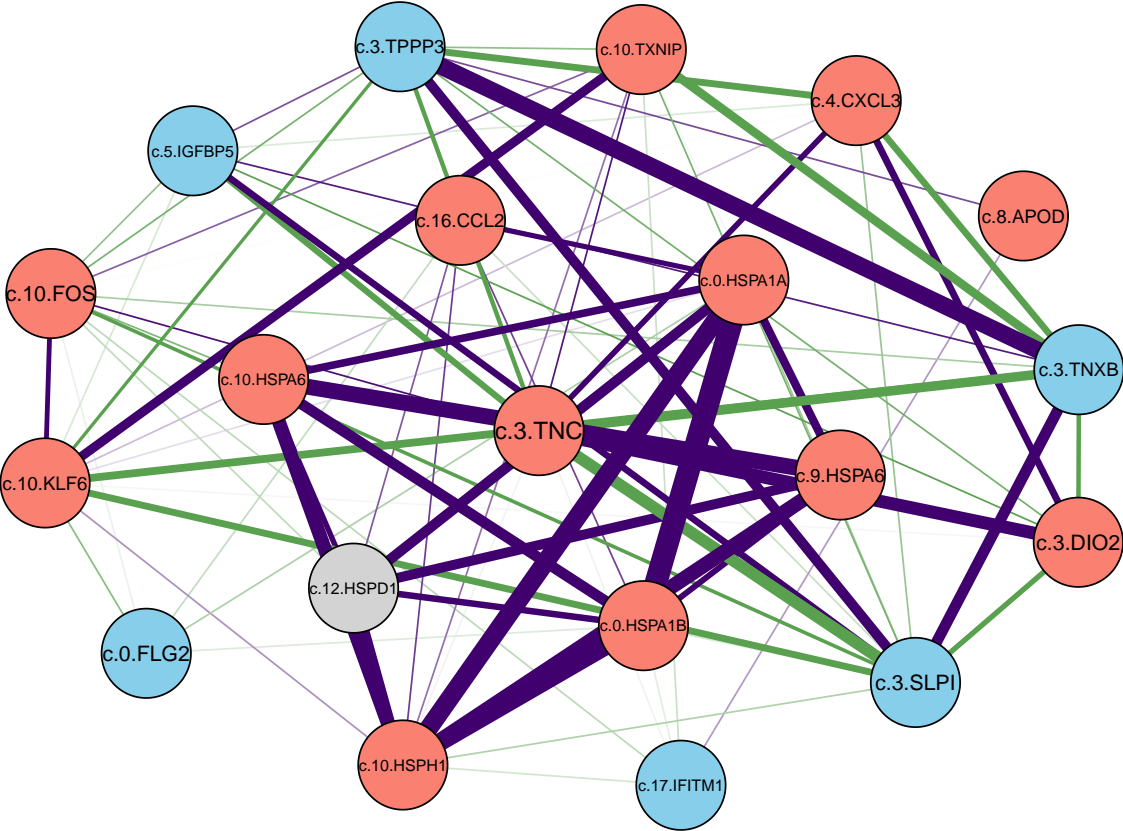 c.3.TPPP3
c.10.TXNIP
c.4.CXCL3
c.5.IGFBP5
c.16.CCL2
c.8.APOD
c.0.HSPA1A
c.10.FOS
c.3.TNXB
c.10.HSPA6
c.3.TNC
c.9.HSPA6
c.10.KLF6
c.3.DIO2
c.12.HSPD1
c.0.HSPA1B
c.0.FLG2
c.3.SLPI
c.10.HSPH1
c.17.IFITM1